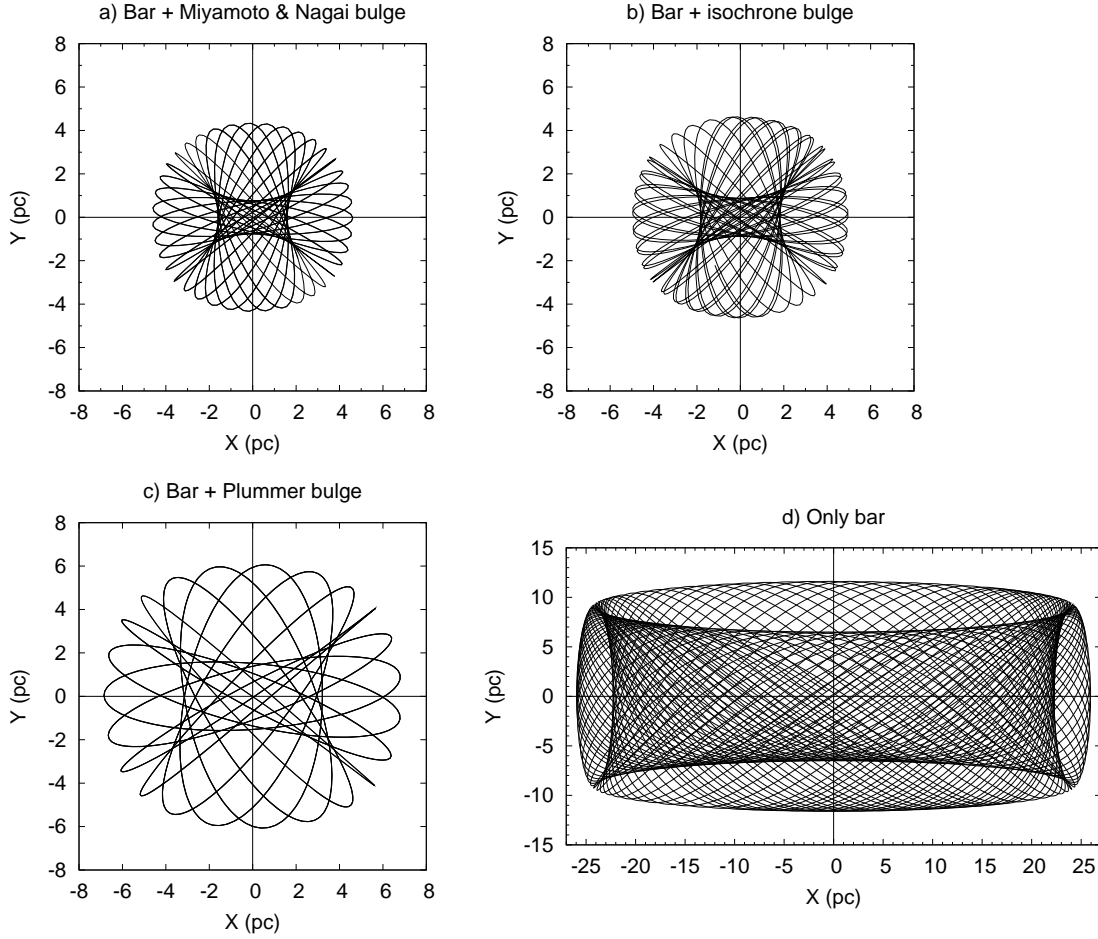 a) Bar + Miyamoto & Nagai bulge
8
6
4
2
0
-2
-4
-6
-8
Y (pc)
-8 -6 -4 -2 0 2 4 6 8
X (pc)
b) Bar + isochrone bulge
8
6
4
2
0
-2
-4
-6
-8
Y (pc)
-8 -6 -4 -2 0 2 4 6 8
X (pc)
c) Bar + Plummer bulge
8
6
4
2
0
-2
-4
-6
-8
Y (pc)
-8 -6 -4 -2 0 2 4 6 8
X (pc)
d) Only bar
15
10
5
0
-5
-10
-15
Y (pc)
-25 -20 -15 -10 -5 0 5 10 15 20 25
X (pc)